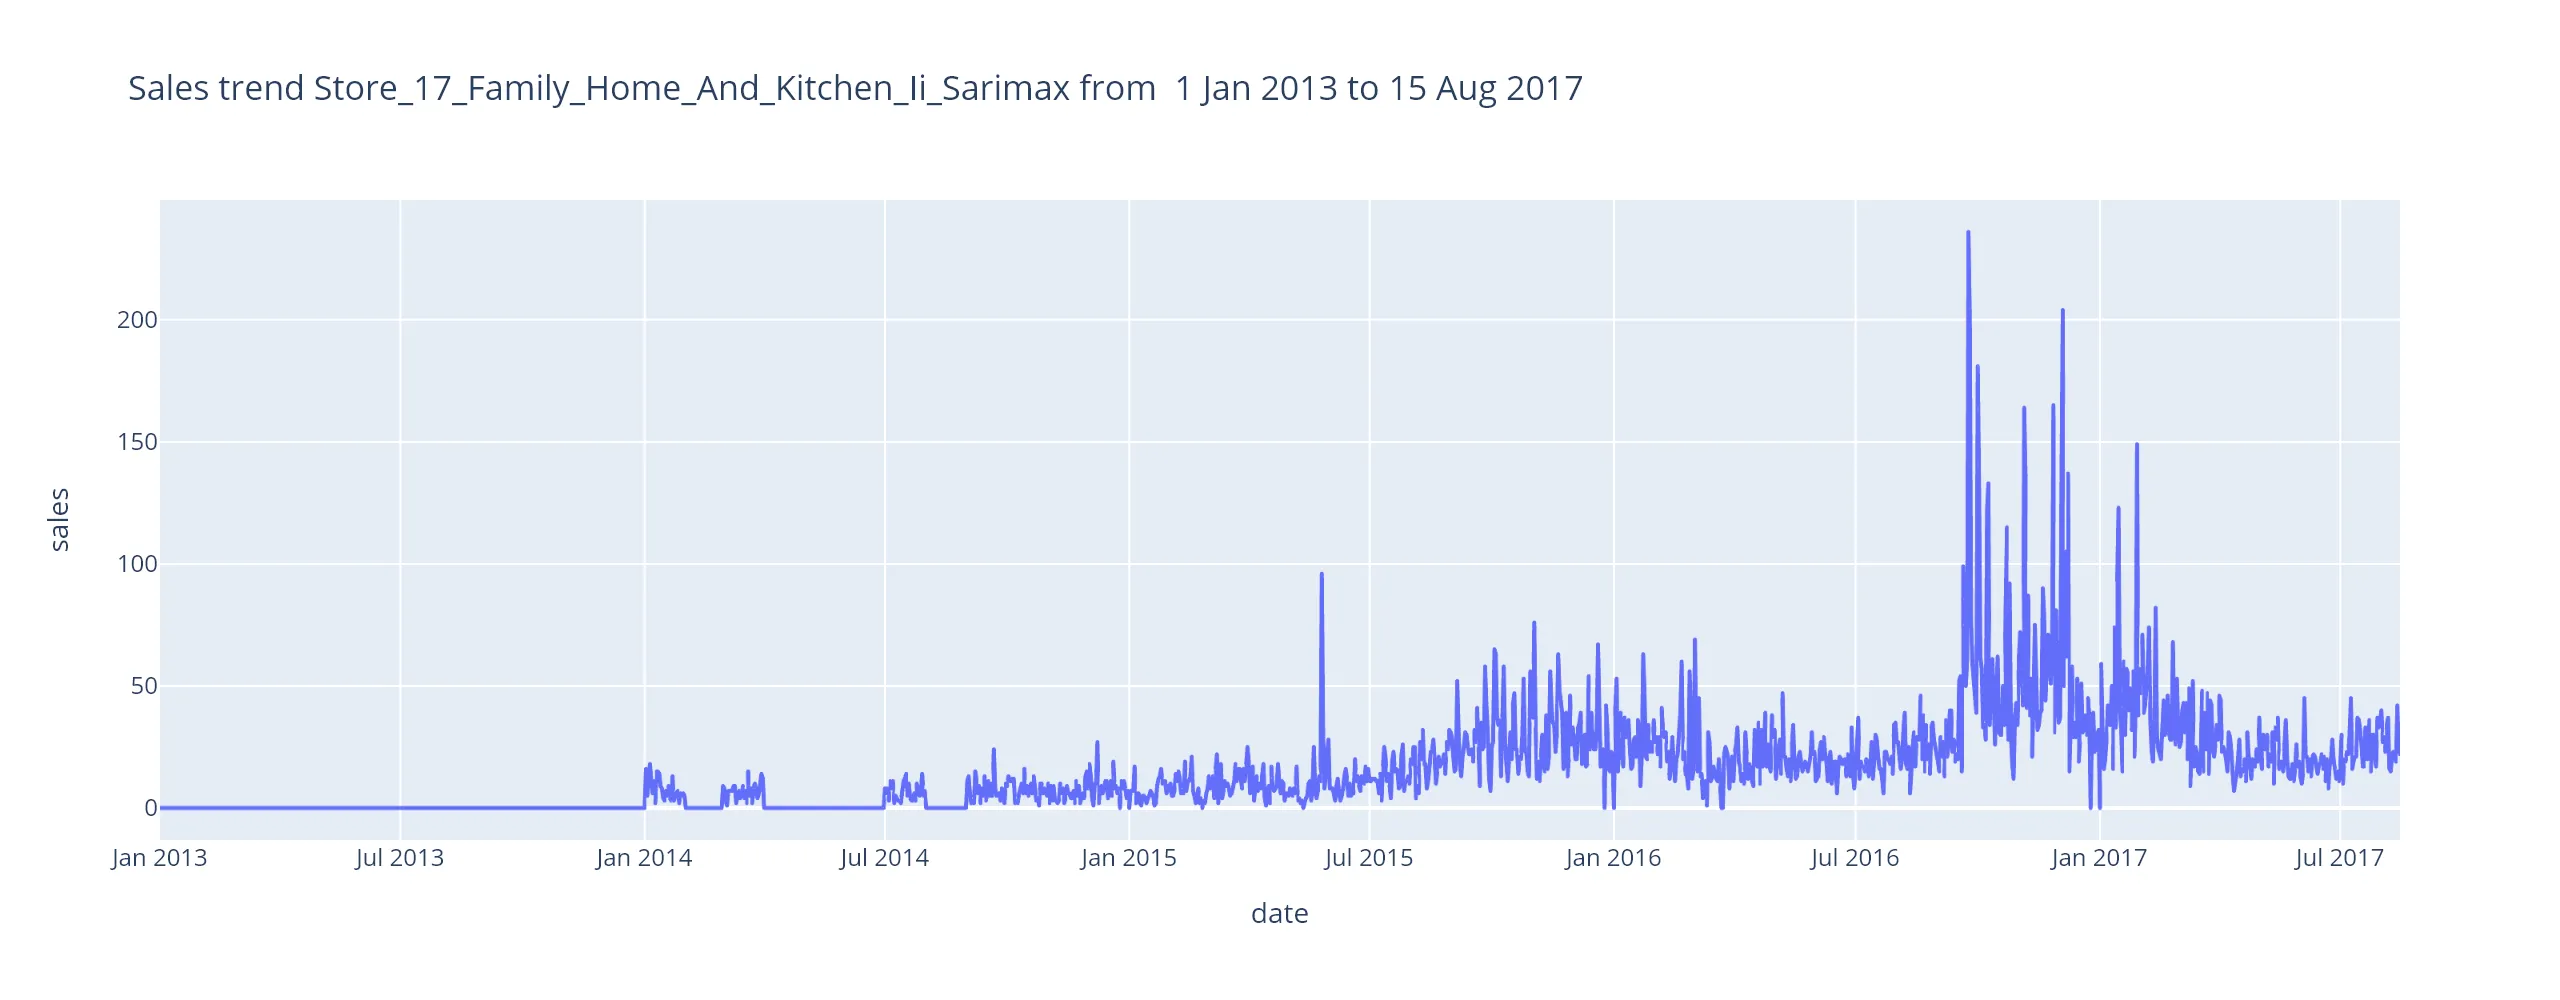 Sales trend Store_17_Family_Home_And_Kitchen_Ii_Sarimax from  1 Jan 2013 to 15 Aug 2017
200
150
100
50
0
sales
Jan 2013 Jul 2013 Jan 2014 Jul 2014 Jan 2015 Jul 2015 Jan 2016 Jul 2016 Jan 2017 Jul 2017
date